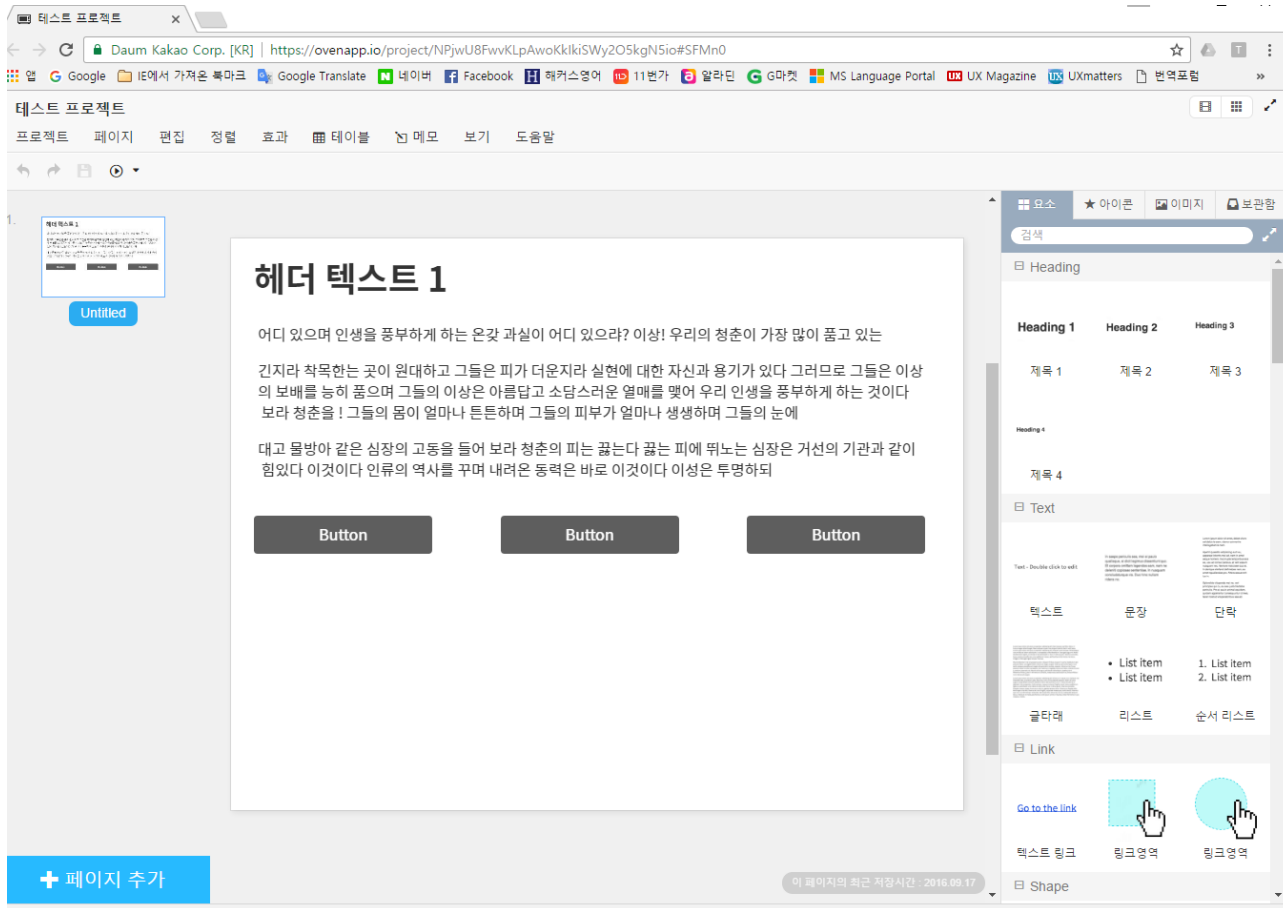 테스트 프로젝트
Daum Kakao Corp. [KR] | https://ovenapp.io/project/NPjwU8FwvKLpAwoKkIkiSWy2O5kgN5io#SFMn0
앱 Google IE에서 가져온 북마크 Google Translate 네이버 Facebook 해커스영어 11번가 알라딘 G마켓 MS Language Portal UX Magazine UXmatters 번역포럼 »
테스트 프로젝트
프로젝트 페이지 편집 정렬 효과 테이블 메모 보기 도움말
1.
헤더 텍스트 1
Untitled
헤더 텍스트 1
어디 있으며 인생을 풍부하게 하는 온갖 과실이 어디 있으랴? 이상! 우리의 청춘이 가장 많이 품고 있는
긴지라 착목한는 곳이 원대하고 그들은 피가 더운지라 실현에 대한 자신과 용기가 있다 그러므로 그들은 이상
의 보배를 능히 품으며 그들의 이상은 아름답고 소담스러운 열매를 맺어 우리 인생을 풍부하게 하는 것이다
보라 청춘을 ! 그들의 몸이 얼마나 튼튼하며 그들의 피부가 얼마나 생생하며 그들의 눈에
대고 물방아 같은 심장의 고동을 들어 보라 청춘의 피는 끓는다 끓는 피에 뛰노는 심장은 거선의 기관과 같이
힘있다 이것이다 인류의 역사를 꾸며 내려온 동력은 바로 이것이다 이성은 투명하되
Button Button Button
페이지 추가
이 페이지의 최근 저장시간 : 2016.09.17
요소 아이콘 이미지 보관함
검색
Heading
Heading 1 Heading 2 Heading 3
제목 1 제목 2 제목 3
Heading 4
제목 4
Text
Text - Double click to edit
텍스트 문장 단락
• List item 1. List item
• List item 2. List item
글타래 리스트 순서 리스트
Link
Go to the link
텍스트 링크 링크영역 링크영역
Shape